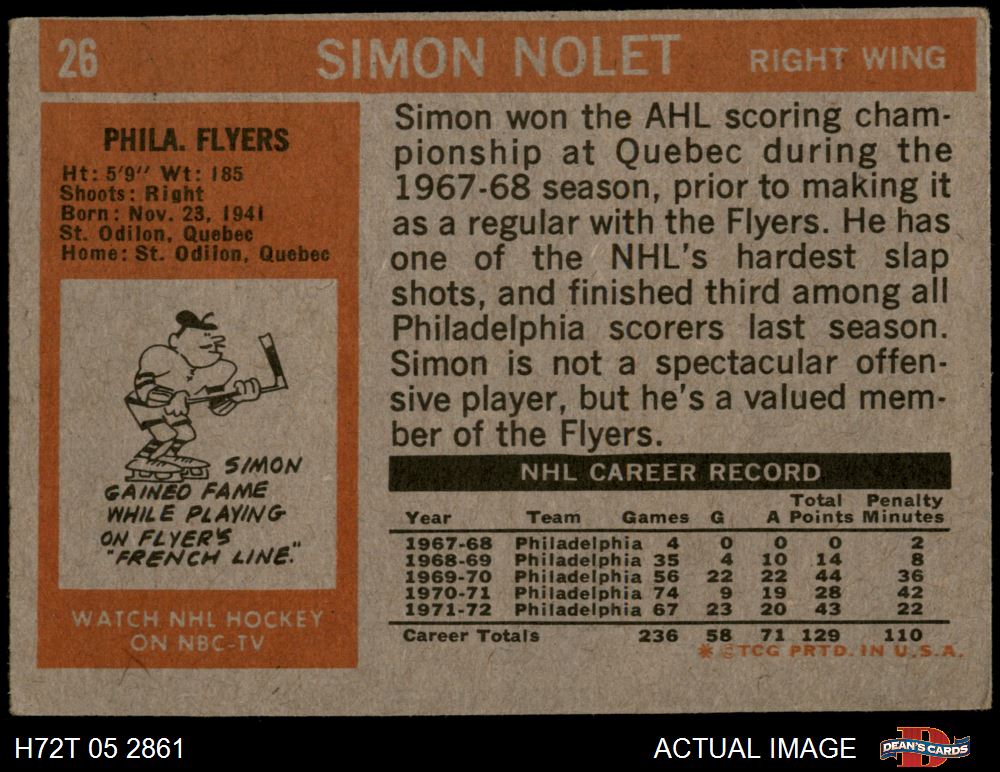 26 SIMON NOLET RIGHT WING
PHILA. FLYERS
Ht: 5'9" Wt: 185
Shoots: Right
Born: Nov. 23, 1941
St. Odilon, Quebec
Home: St. Odilon, Quebec
SIMON
GAINED FAME
WHILE PLAYING
ON FLYER'S
"FRENCH LINE."
WATCH NHL HOCKEY
ON NBC-TV
Simon won the AHL scoring cham-
pionship at Quebec during the
1967-68 season, prior to making it
as a regular with the Flyers. He has
one of the NHL's hardest slap
shots, and finished third among all
Philadelphia scorers last season.
Simon is not a spectacular offen-
sive player, but he's a valued mem-
ber of the Flyers.
NHL CAREER RECORD
Total Penalty
Year Team Games G A Points Minutes
1967-68 Philadelphia 4 0 0 0 2
1968-69 Philadelphia 35 4 10 14 8
1969-70 Philadelphia 56 22 22 44 36
1970-71 Philadelphia 74 9 19 28 42
1971-72 Philadelphia 67 23 20 43 22
Career Totals 236 58 71 129 110
* ©TCG PRTD. IN U.S.A.
H72T 05 2861 ACTUAL IMAGE DEAN'S CARDS